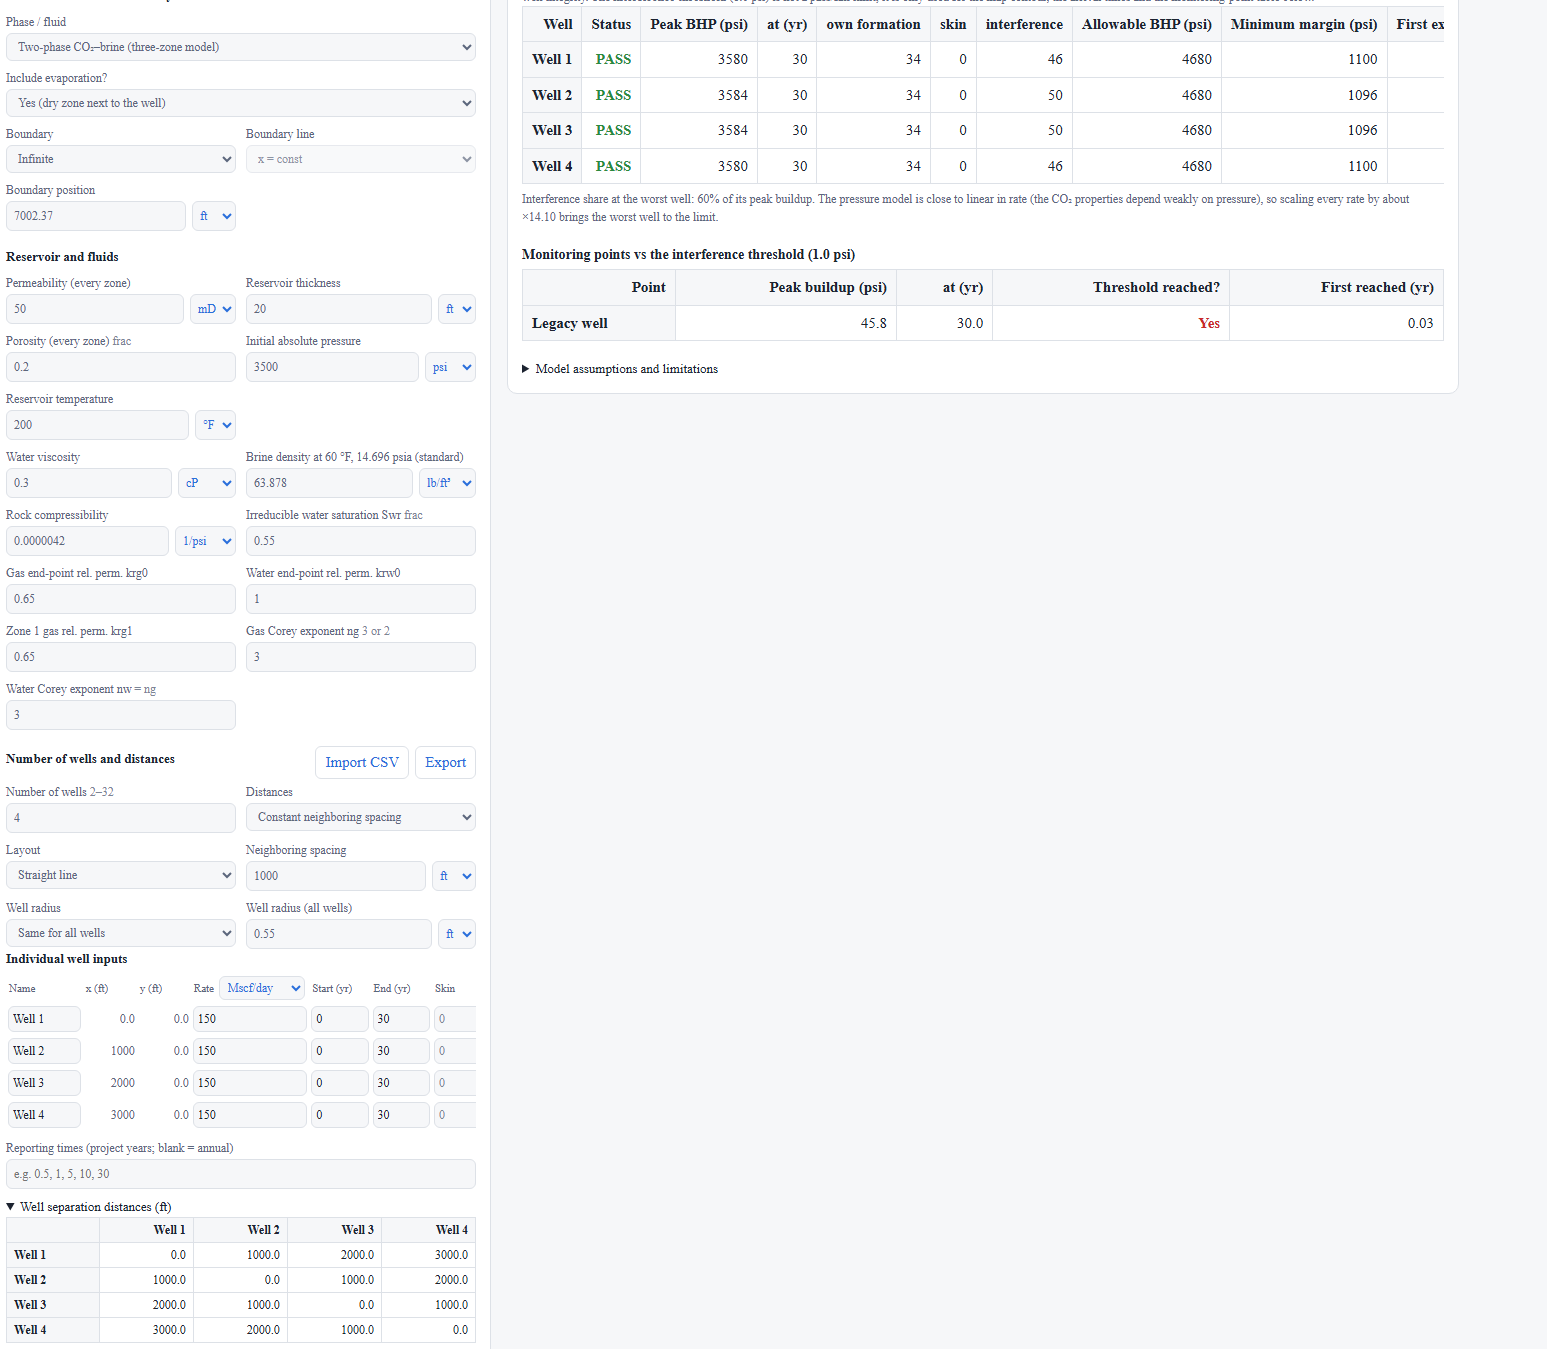 Phase / fluid
Two-phase CO₂–brine (three-zone model)
Include evaporation?
Yes (dry zone next to the well)
Boundary Boundary line
Infinite x = const
Boundary position
7002.37 ft
Reservoir and fluids
Permeability (every zone) Reservoir thickness
50 mD 20 ft
Porosity (every zone) frac Initial absolute pressure
0.2 3500 psi
Reservoir temperature
200 °F
Water viscosity Brine density at 60 °F, 14.696 psia (standard)
0.3 cP 63.878 lb/ft³
Rock compressibility Irreducible water saturation Swr frac
0.0000042 1/psi 0.55
Gas end-point rel. perm. krg0 Water end-point rel. perm. krw0
0.65 1
Zone 1 gas rel. perm. krg1 Gas Corey exponent ng 3 or 2
0.65 3
Water Corey exponent nw = ng
3
Number of wells and distances Import CSV Export
Number of wells 2–32 Distances
4 Constant neighboring spacing
Layout Neighboring spacing
Straight line 1000 ft
Well radius Well radius (all wells)
Same for all wells 0.55 ft
Individual well inputs
Name x (ft) y (ft) Rate Mscf/day Start (yr) End (yr) Skin
Well 1 0.0 0.0 150 0 30 0
Well 2 1000 0.0 150 0 30 0
Well 3 2000 0.0 150 0 30 0
Well 4 3000 0.0 150 0 30 0
Reporting times (project years; blank = annual)
e.g. 0.5, 1, 5, 10, 30
▼ Well separation distances (ft)
Well 1 Well 2 Well 3 Well 4
Well 1 0.0 1000.0 2000.0 3000.0
Well 2 1000.0 0.0 1000.0 2000.0
Well 3 2000.0 1000.0 0.0 1000.0
Well 4 3000.0 2000.0 1000.0 0.0
Well Status Peak BHP (psi) at (yr) own formation skin interference Allowable BHP (psi) Minimum margin (psi) First ex
Well 1 PASS 3580 30 34 0 46 4680 1100
Well 2 PASS 3584 30 34 0 50 4680 1096
Well 3 PASS 3584 30 34 0 50 4680 1096
Well 4 PASS 3580 30 34 0 46 4680 1100
Interference share at the worst well: 60% of its peak buildup. The pressure model is close to linear in rate (the CO₂ properties depend weakly on pressure), so scaling every rate by about
×14.10 brings the worst well to the limit.
Monitoring points vs the interference threshold (1.0 psi)
Point Peak buildup (psi) at (yr) Threshold reached? First reached (yr)
Legacy well 45.8 30.0 Yes 0.03
▶ Model assumptions and limitations